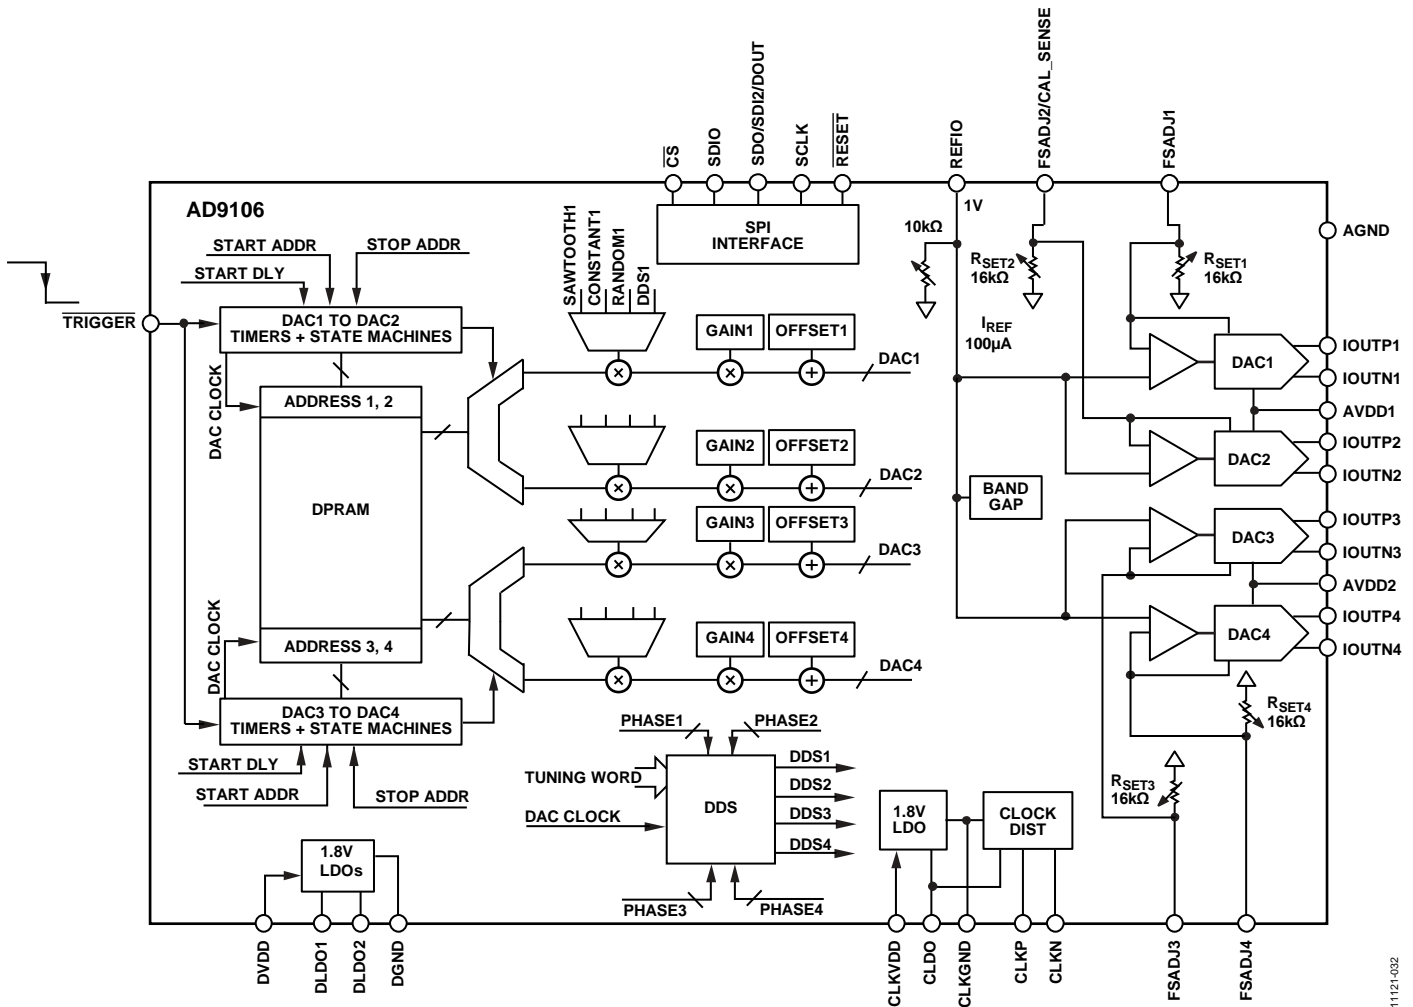 FSADJ2/CAL_SENSE
SDO/SDI2/DOUT
CS
SDIO
SCLK
RESET
REFIO
FSADJ1
AD9106
START ADDR
STOP ADDR
START DLY
TRIGGER
DAC1 TO DAC2
TIMERS + STATE MACHINES
DAC CLOCK
ADDRESS 1, 2
DPRAM
ADDRESS 3, 4
DAC CLOCK
DAC3 TO DAC4
TIMERS + STATE MACHINES
START DLY
START ADDR
STOP ADDR
SPI
INTERFACE
SAWTOOTH1
CONSTANT1
RANDOM1
DDS1
GAIN1
OFFSET1
DAC1
GAIN2
OFFSET2
DAC2
GAIN3
OFFSET3
DAC3
GAIN4
OFFSET4
DAC4
1V
10kΩ
RSET2
16kΩ
RSET1
16kΩ
IREF
100µA
BAND
GAP
DAC1
DAC2
DAC3
DAC4
AGND
IOUTP1
IOUTN1
AVDD1
IOUTP2
IOUTN2
IOUTP3
IOUTN3
AVDD2
IOUTP4
IOUTN4
RSET4
16kΩ
RSET3
16kΩ
PHASE1
PHASE2
TUNING WORD
DAC CLOCK
DDS
DDS1
DDS2
DDS3
DDS4
PHASE3
PHASE4
1.8V
LDO
CLOCK
DIST
1.8V
LDOs
DVDD
DLDO1
DLDO2
DGND
CLKVDD
CLDO
CLKGND
CLKP
CLKN
FSADJ3
FSADJ4
11121-032